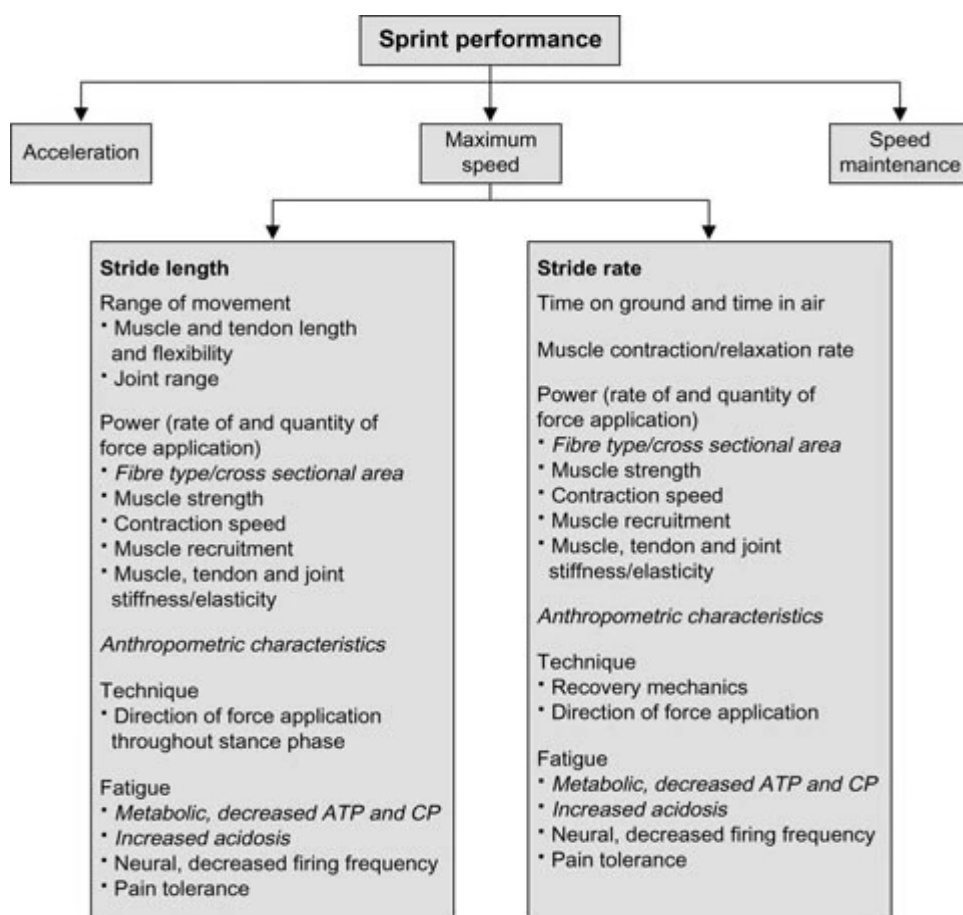 Sprint performance
Acceleration
Maximum
speed
Speed
maintenance
Stride length
Range of movement
• Muscle and tendon length
and flexibility
• Joint range
Power (rate of and quantity of
force application)
• Fibre type/cross sectional area
• Muscle strength
• Contraction speed
• Muscle recruitment
• Muscle, tendon and joint
stiffness/elasticity
Anthropometric characteristics
Technique
• Direction of force application
throughout stance phase
Fatigue
• Metabolic, decreased ATP and CP
• Increased acidosis
• Neural, decreased firing frequency
• Pain tolerance
Stride rate
Time on ground and time in air
Muscle contraction/relaxation rate
Power (rate of and quantity of
force application)
• Fibre type/cross sectional area
• Muscle strength
• Contraction speed
• Muscle recruitment
• Muscle, tendon and joint
stiffness/elasticity
Anthropometric characteristics
Technique
• Recovery mechanics
• Direction of force application
Fatigue
• Metabolic, decreased ATP and CP
• Increased acidosis
• Neural, decreased firing frequency
• Pain tolerance